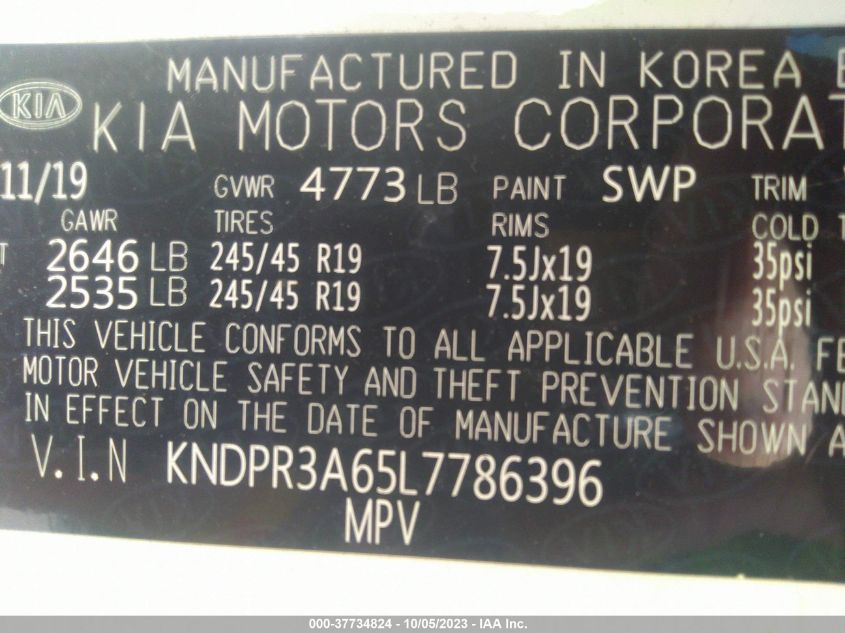 MANUFACTURED IN KOREA
KIA
KIA MOTORS CORPORAT
11/19 GVWR 4773 LB PAINT SWP TRIM
GAWR TIRES RIMS COLD T
T 2646 LB 245/45 R19 7.5Jx19 35psi
2535 LB 245/45 R19 7.5Jx19 35psi
THIS VEHICLE CONFORMS TO ALL APPLICABLE U.S.A. FE
MOTOR VEHICLE SAFETY AND THEFT PREVENTION STAN
IN EFFECT ON THE DATE OF MANUFACTURE SHOWN A
V.I.N KNDPR3A65L7786396
MPV
000-37734824 - 10/05/2023 - IAA Inc.